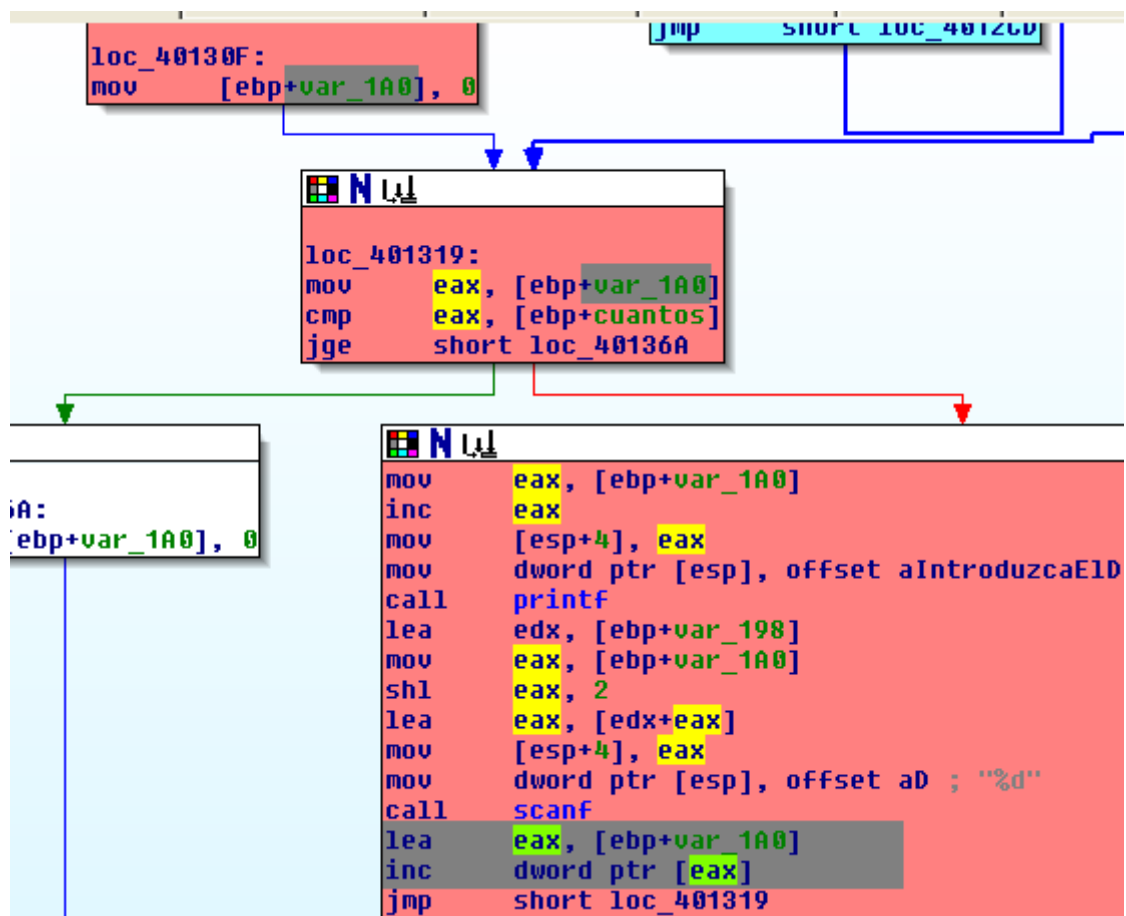 jmp short loc_4012CD
loc_40130F:
mov [ebp+var_1A0], 0
loc_401319:
mov eax, [ebp+var_1A0]
cmp eax, [ebp+cuantos]
jge short loc_40136A
6A:
[ebp+var_1A0], 0
mov eax, [ebp+var_1A0]
inc eax
mov [esp+4], eax
mov dword ptr [esp], offset aIntroduzcaElD
call printf
lea edx, [ebp+var_198]
mov eax, [ebp+var_1A0]
shl eax, 2
lea eax, [edx+eax]
mov [esp+4], eax
mov dword ptr [esp], offset aD ; "%d"
call scanf
lea eax, [ebp+var_1A0]
inc dword ptr [eax]
jmp short loc_401319